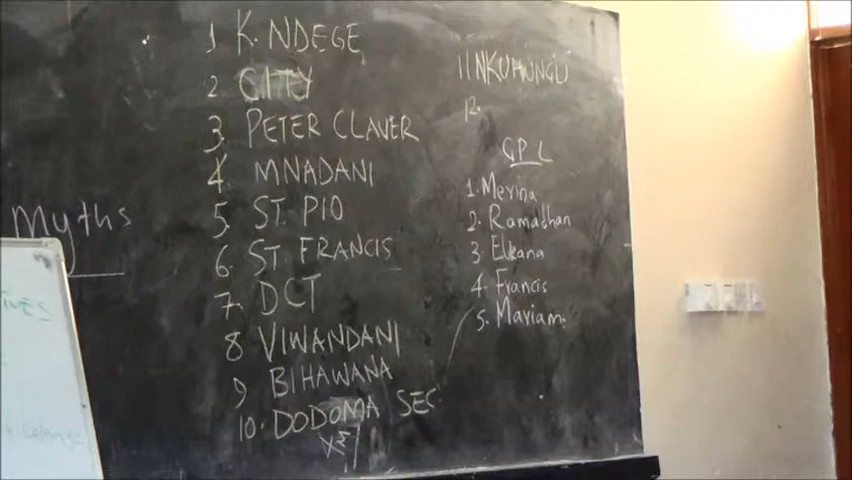 1 K. NDEGE
2 CITY
3. PETER CLAVER
4 MNADANI
5 ST. PIO
6. ST FRANCIS
7. DCT
8 VIWANDANI
9 BIHAWANA
10. DODOMA SEC
11 NKUHUNGU
12.
GPL
1. Merina
2. Ramadhan
3. Elkana
4. Francis
5. Mariam
Myths